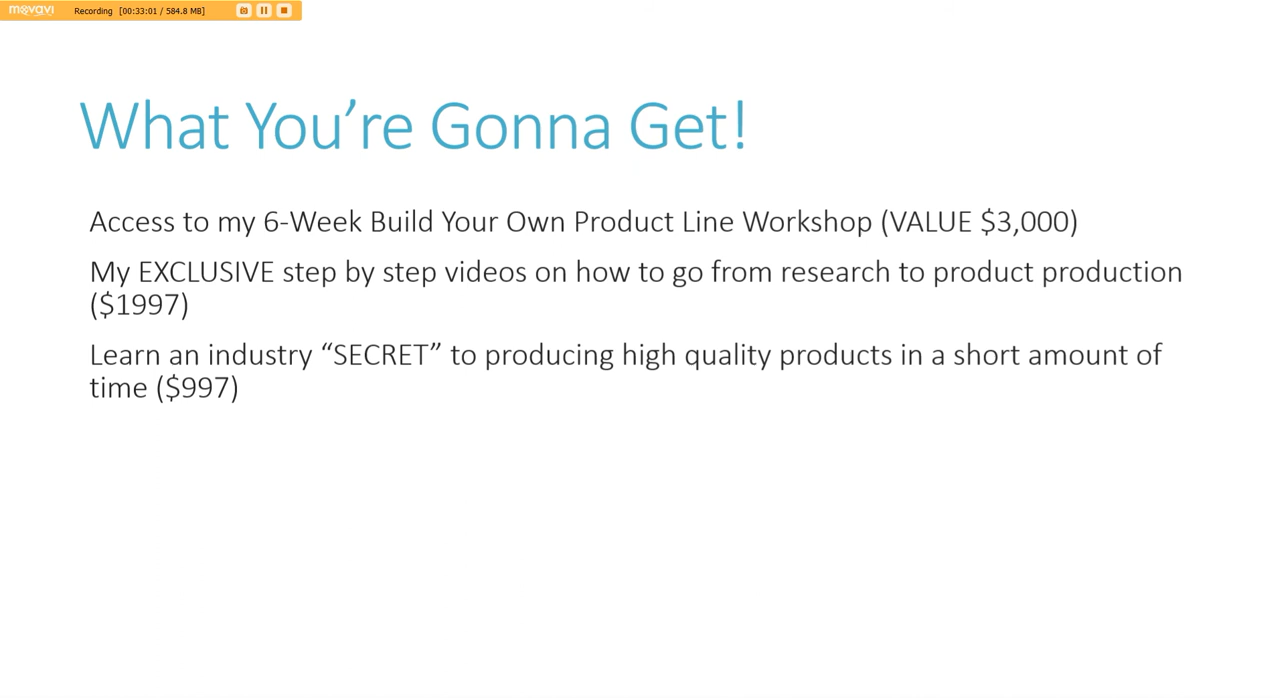 movavi Recording [00:33:01 / 584.8 MB]
What You’re Gonna Get!
Access to my 6-Week Build Your Own Product Line Workshop (VALUE $3,000)
My EXCLUSIVE step by step videos on how to go from research to product production
($1997)
Learn an industry “SECRET” to producing high quality products in a short amount of
time ($997)